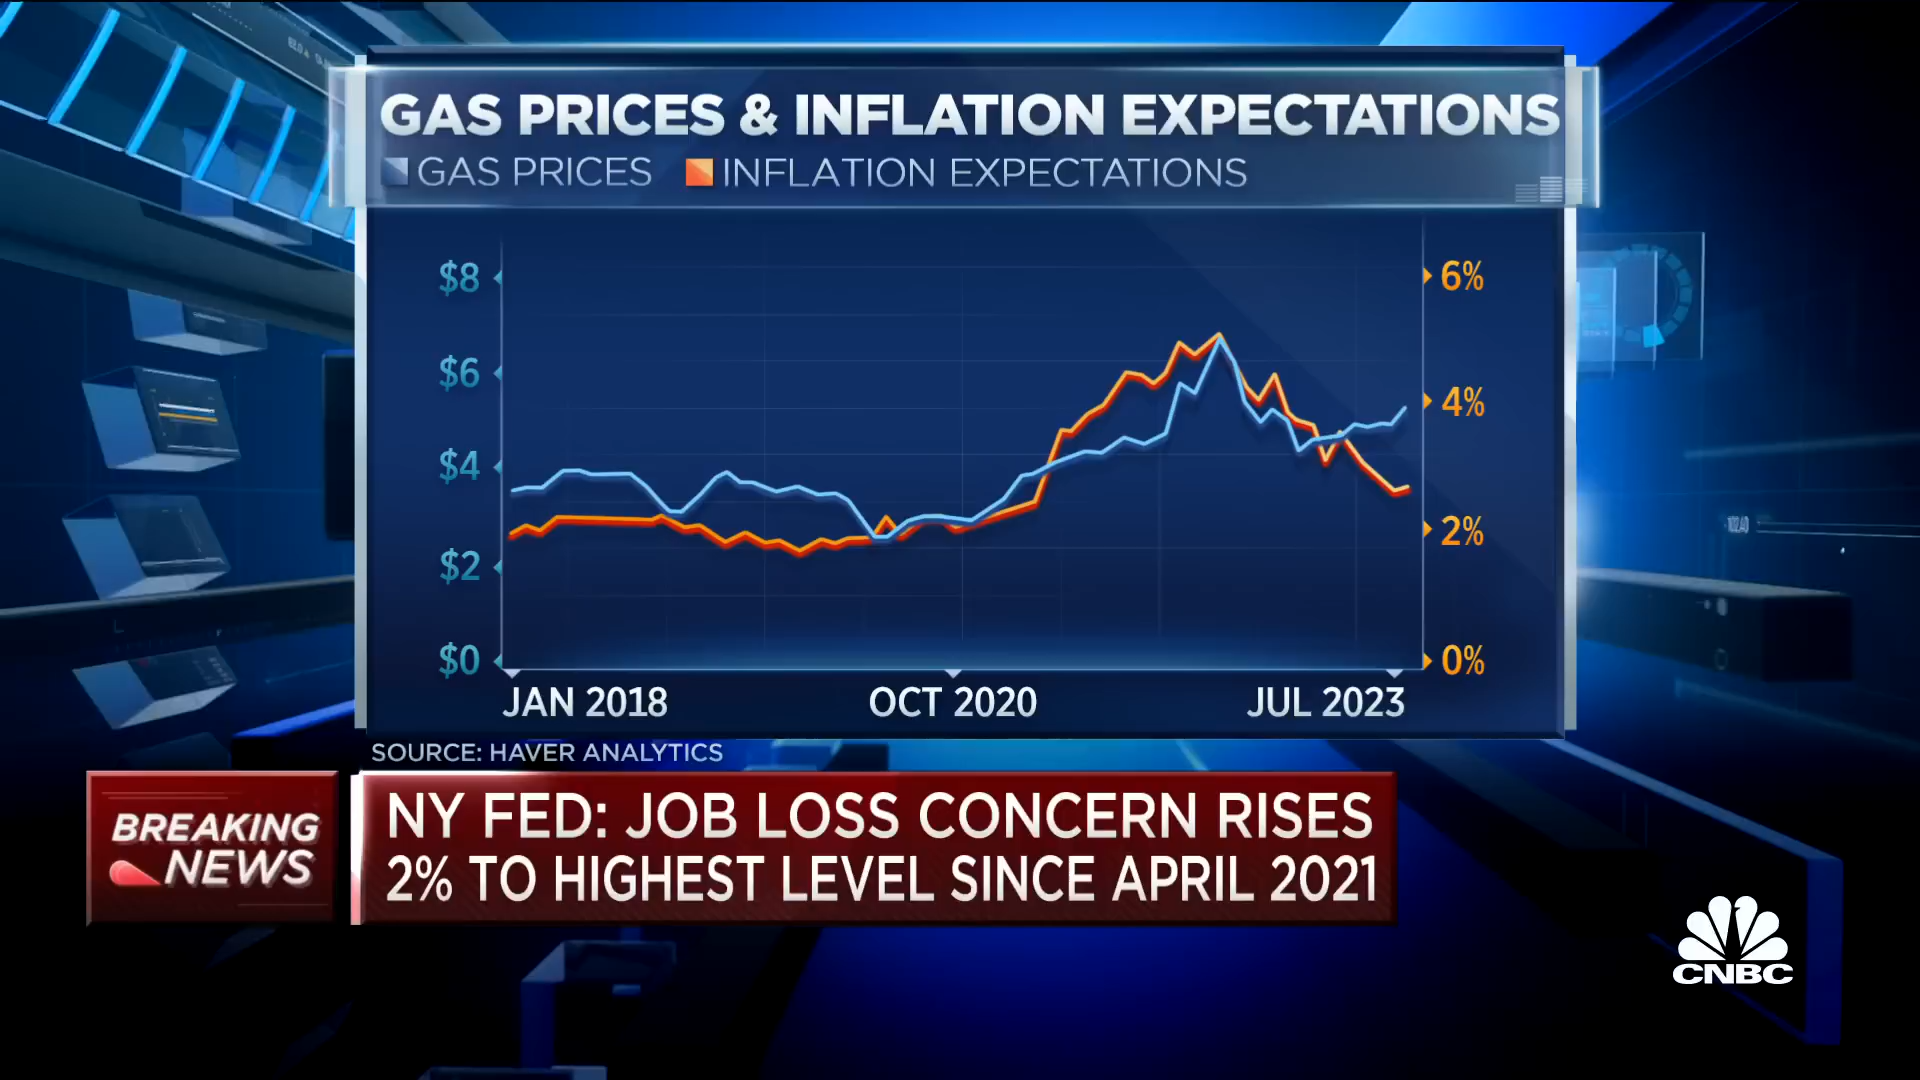 GAS PRICES & INFLATION EXPECTATIONS
GAS PRICES INFLATION EXPECTATIONS
$8 6%
$6 4%
$4
2%
$2
$0 0%
JAN 2018 OCT 2020 JUL 2023
SOURCE: HAVER ANALYTICS
BREAKING
NEWS
NY FED: JOB LOSS CONCERN RISES
2% TO HIGHEST LEVEL SINCE APRIL 2021
CNBC